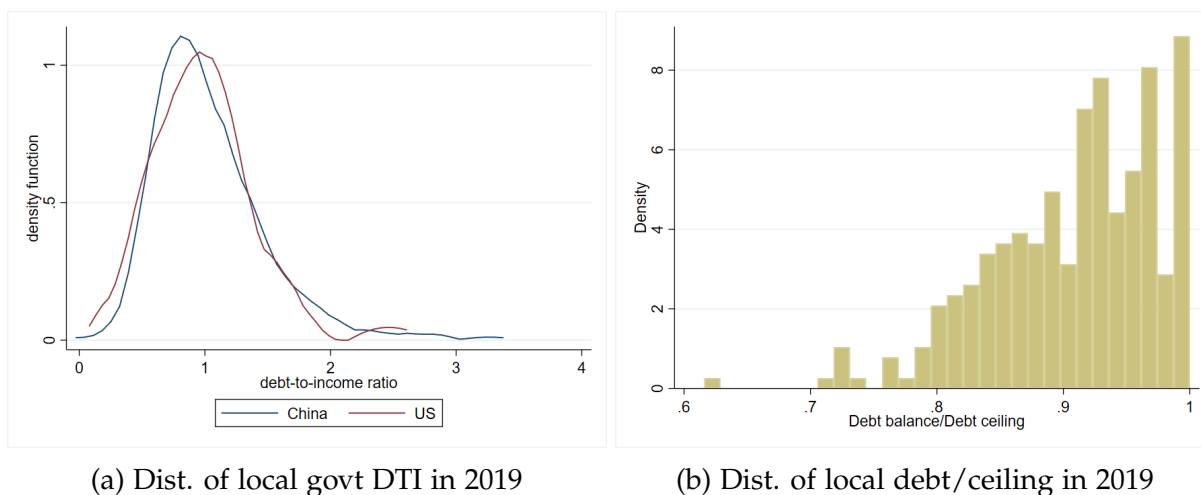 density function
1
.5
0
0 1 2 3 4
debt-to-income ratio
China US
(a) Dist. of local govt DTI in 2019
Density
8
6
4
2
0
.6 .7 .8 .9 1
Debt balance/Debt ceiling
(b) Dist. of local debt/ceiling in 2019